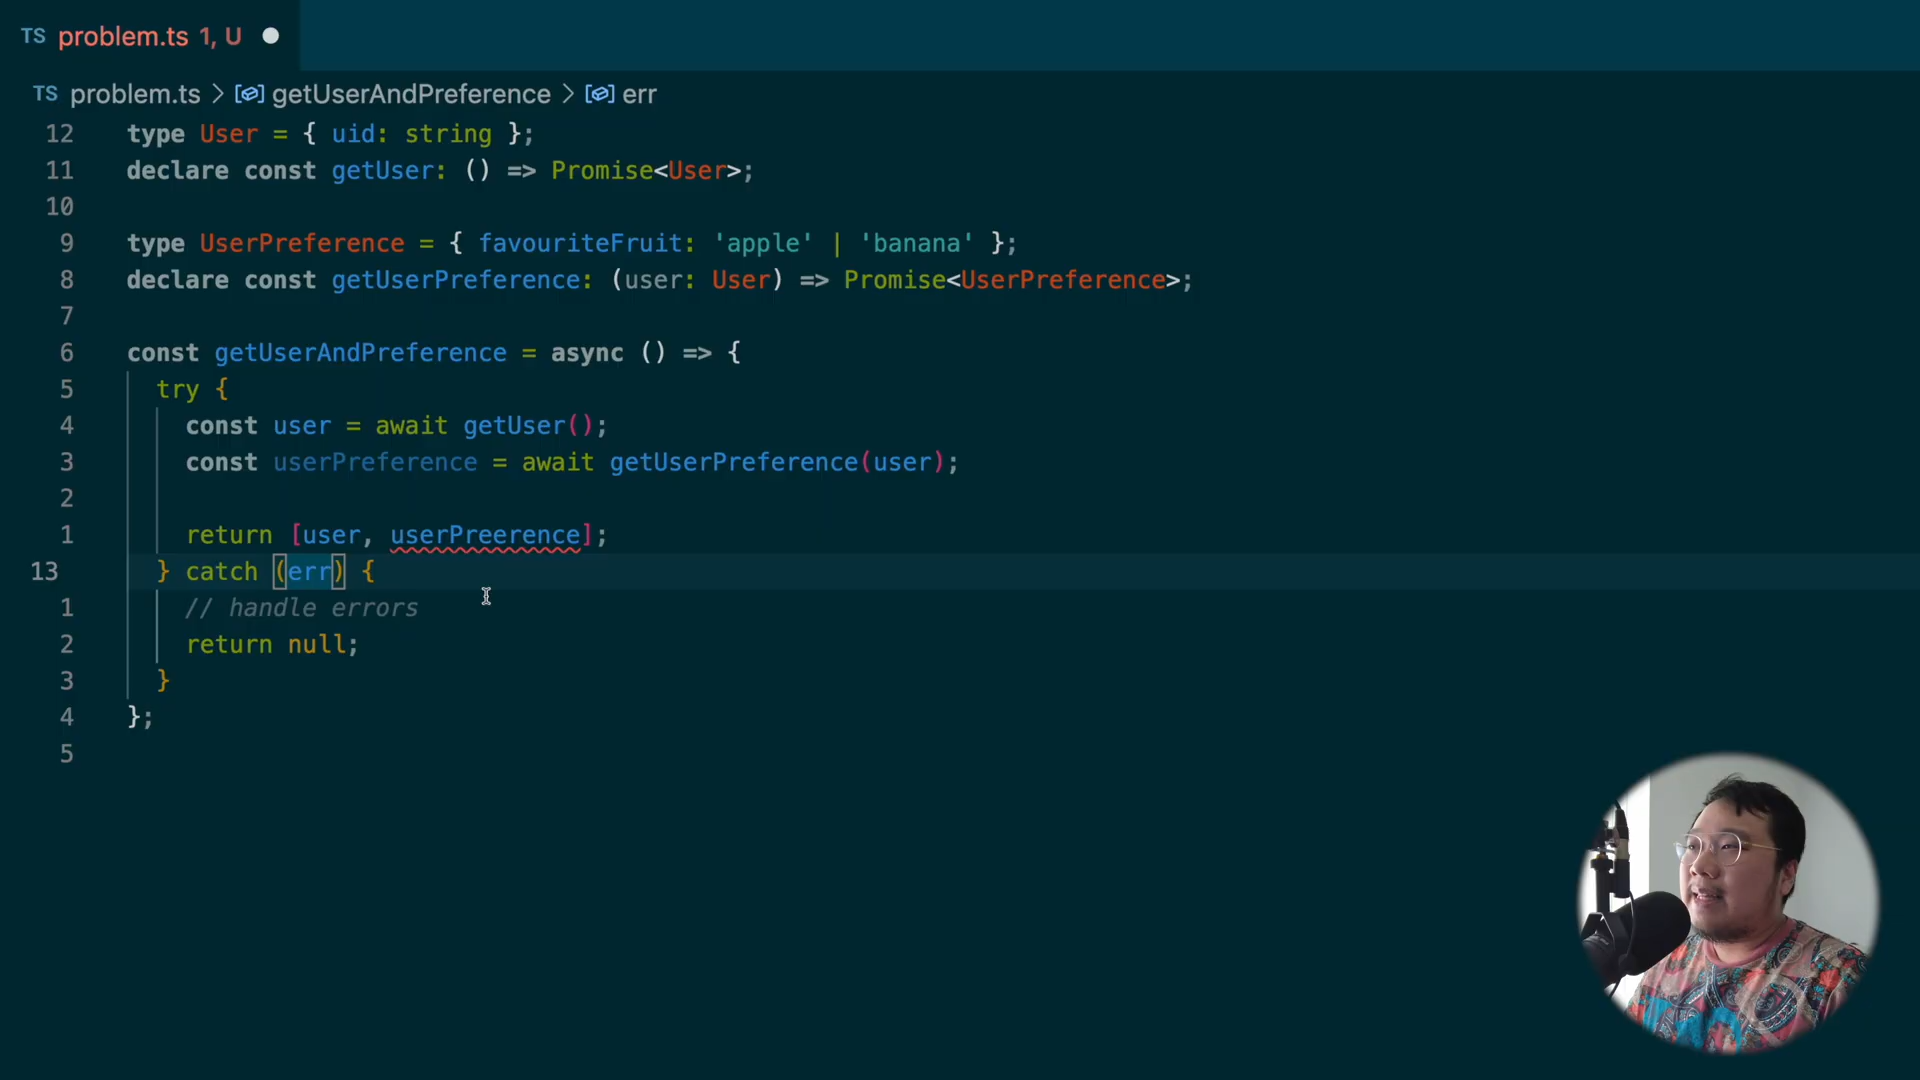 TS problem.ts 1, U
TS problem.ts > getUserAndPreference > err
12 type User = { uid: string };
11 declare const getUser: () => Promise<User>;
10
9 type UserPreference = { favouriteFruit: 'apple' | 'banana' };
8 declare const getUserPreference: (user: User) => Promise<UserPreference>;
7
6 const getUserAndPreference = async () => {
5 try {
4 const user = await getUser();
3 const userPreference = await getUserPreference(user);
2
1 return [user, userPreerence];
13 } catch (err) {
1 // handle errors
2 return null;
3 }
4 };
5